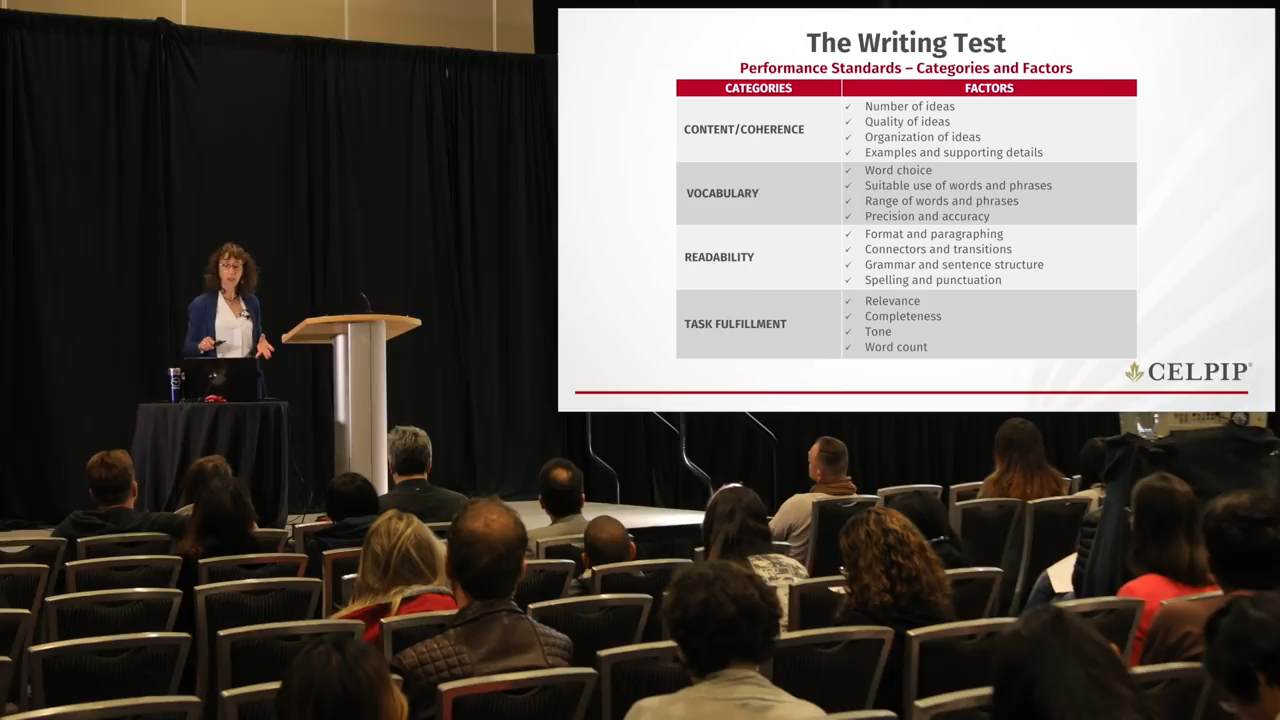 The Writing Test
Performance Standards – Categories and Factors
CATEGORIES FACTORS
CONTENT/COHERENCE
✓ Number of ideas
✓ Quality of ideas
✓ Organization of ideas
✓ Examples and supporting details
VOCABULARY
✓ Word choice
✓ Suitable use of words and phrases
✓ Range of words and phrases
✓ Precision and accuracy
READABILITY
✓ Format and paragraphing
✓ Connectors and transitions
✓ Grammar and sentence structure
✓ Spelling and punctuation
TASK FULFILLMENT
✓ Relevance
✓ Completeness
✓ Tone
✓ Word count
CELPIP®